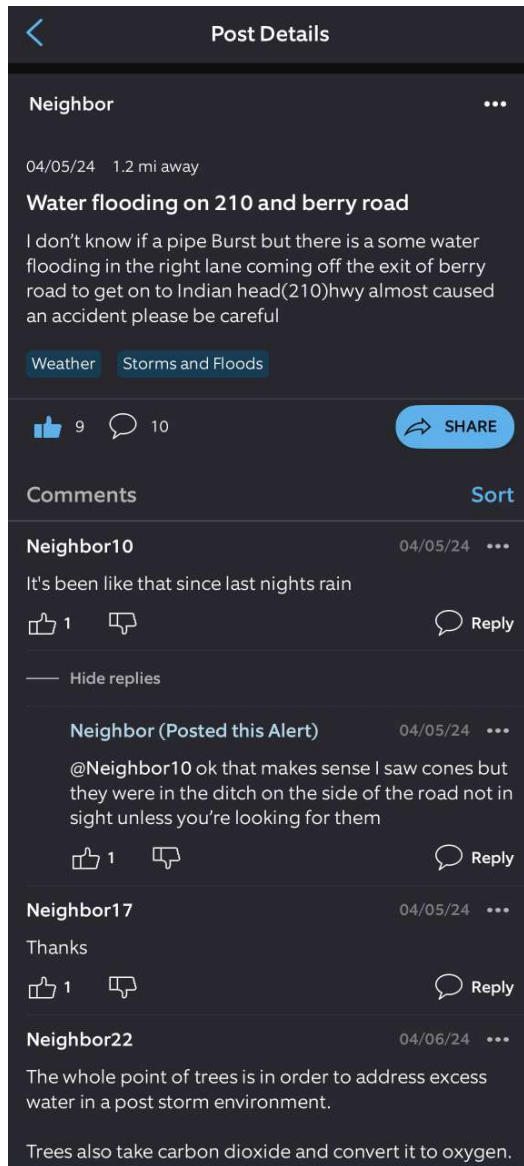 Post Details
Neighbor
04/05/24 1.2 mi away
Water flooding on 210 and berry road
I don’t know if a pipe Burst but there is a some water
flooding in the right lane coming off the exit of berry
road to get on to Indian head(210)hwy almost caused
an accident please be careful
Weather Storms and Floods
9 10 SHARE
Comments Sort
Neighbor10 04/05/24
It's been like that since last nights rain
1 Reply
Hide replies
Neighbor (Posted this Alert) 04/05/24
@Neighbor10 ok that makes sense I saw cones but
they were in the ditch on the side of the road not in
sight unless you’re looking for them
1 Reply
Neighbor17 04/05/24
Thanks
1 Reply
Neighbor22 04/06/24
The whole point of trees is in order to address excess
water in a post storm environment.
Trees also take carbon dioxide and convert it to oxygen.